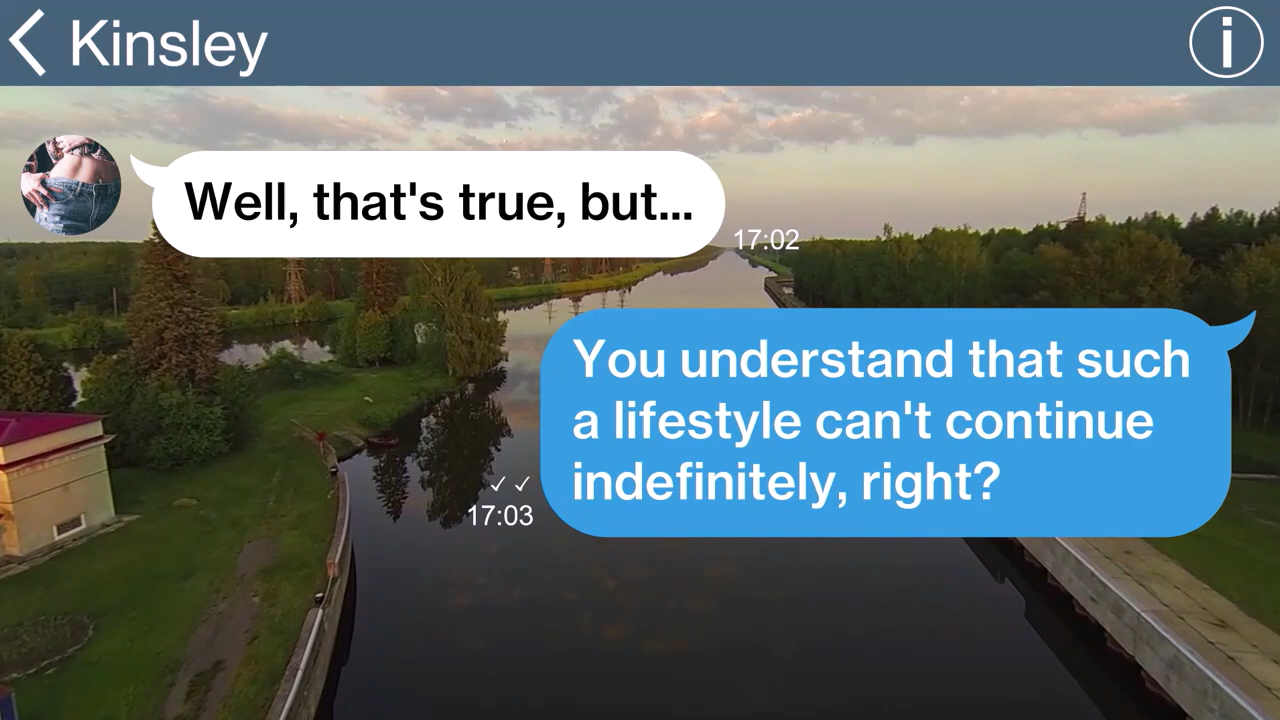 Kinsley
Well, that's true, but...
17:02
You understand that such
a lifestyle can't continue
indefinitely, right?
17:03